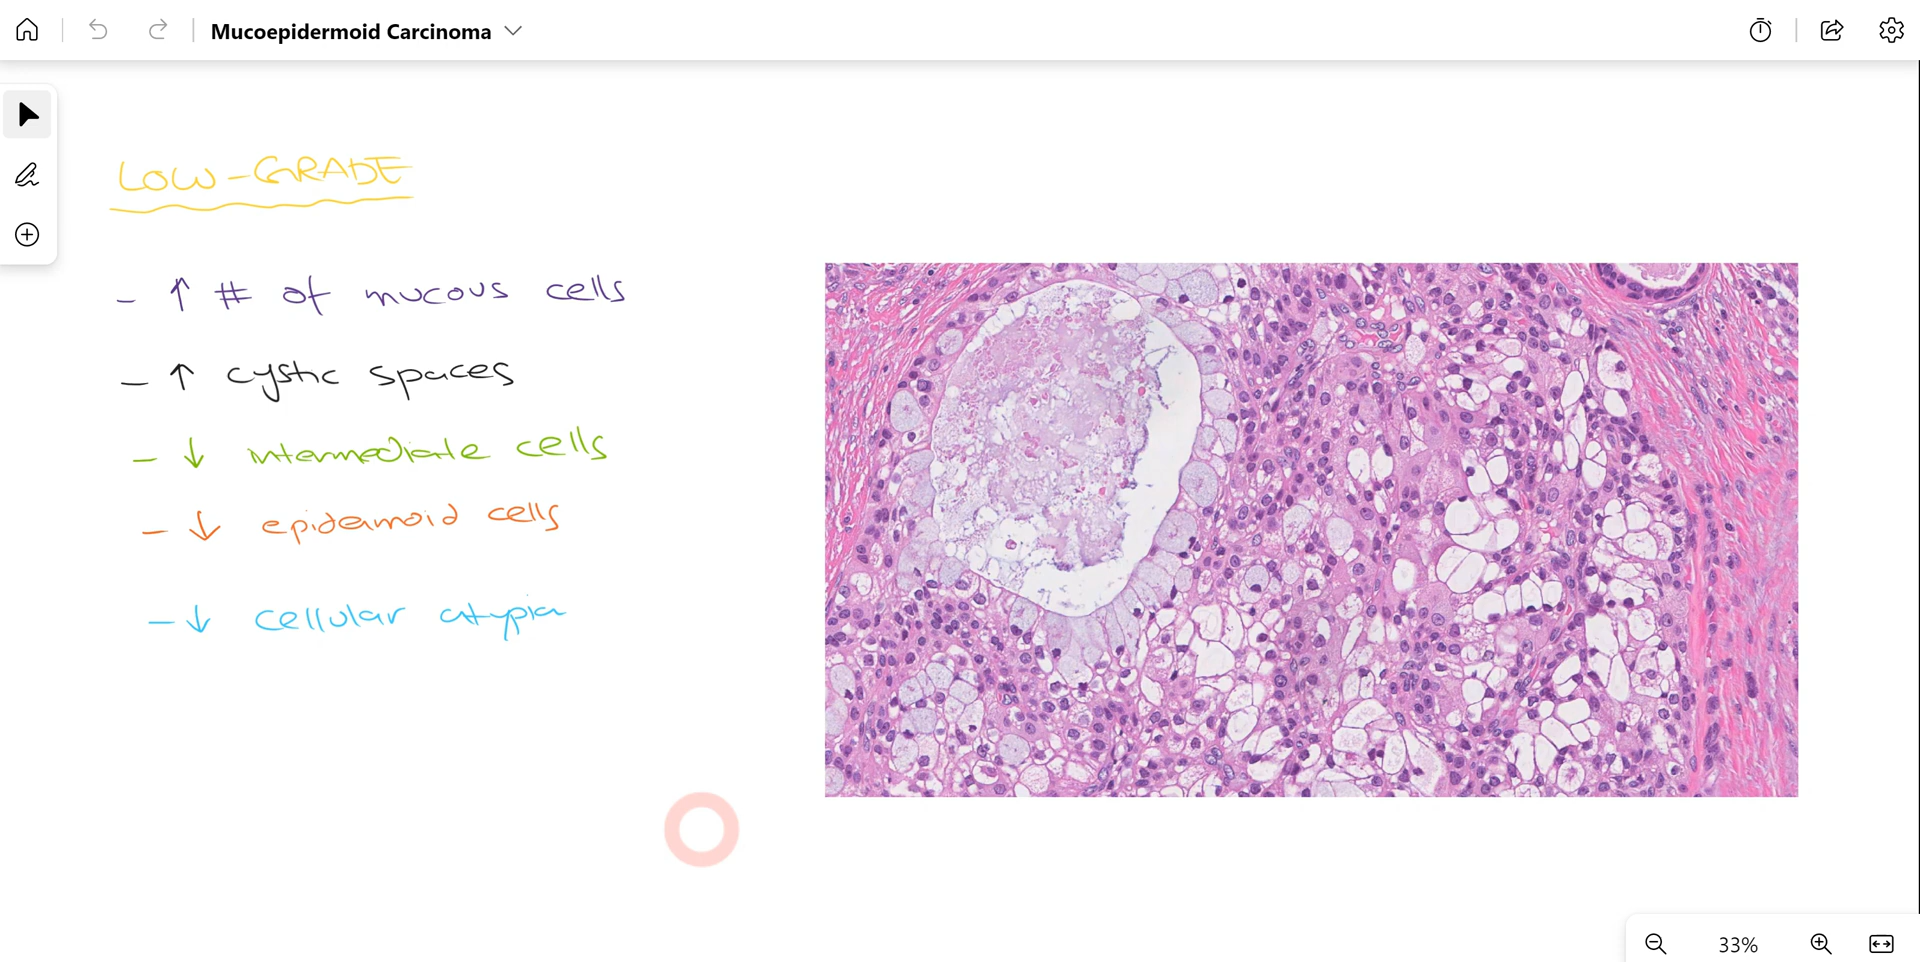 Mucoepidermoid Carcinoma
LOW-GRADE
- ↑ # of mucous cells
- ↑ cystic spaces
- ↓ intermediate cells
- ↓ epidermoid cells
- ↓ cellular atypia
33%